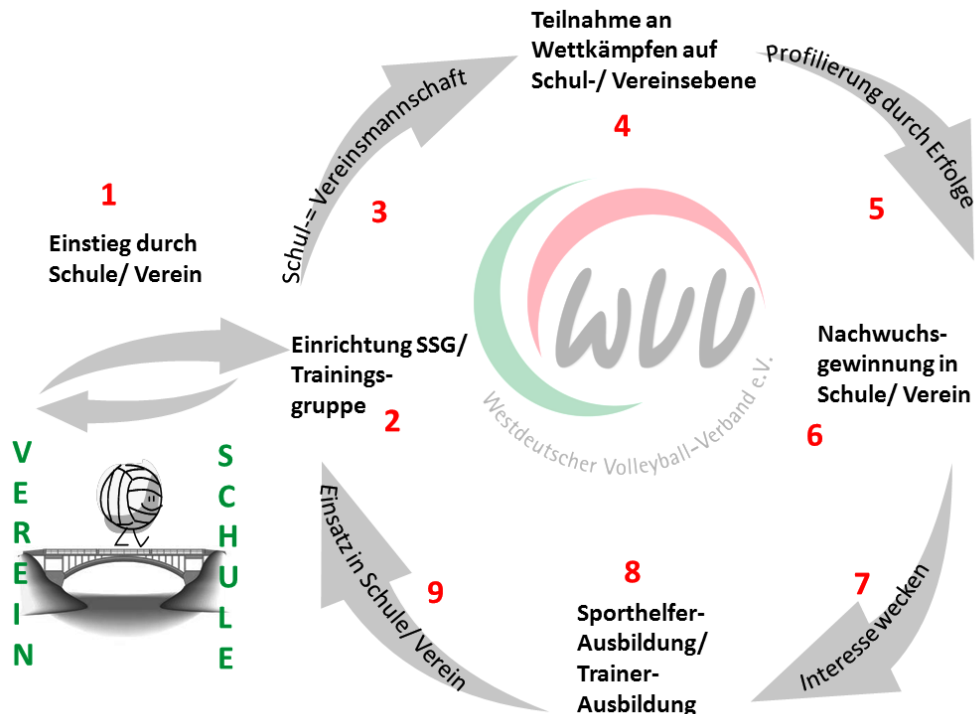 1
Einstieg durch
Schule/ Verein
Einrichtung SSG/
Trainings-
gruppe
2
Schul-= Vereinsmannschaft
3
Teilnahme an
Wettkämpfen auf
Schul-/ Vereinsebene
4
Profilierung durch Erfolge
5
Nachwuchs-
gewinnung in
Schule/ Verein
6
Interesse wecken
7
8
Sporthelfer-
Ausbildung/
Trainer-
Ausbildung
Einsatz in Schule/ Verein
9
WVV
Westdeutscher Volleyball-Verband e.V.
VEREIN
SCHULE